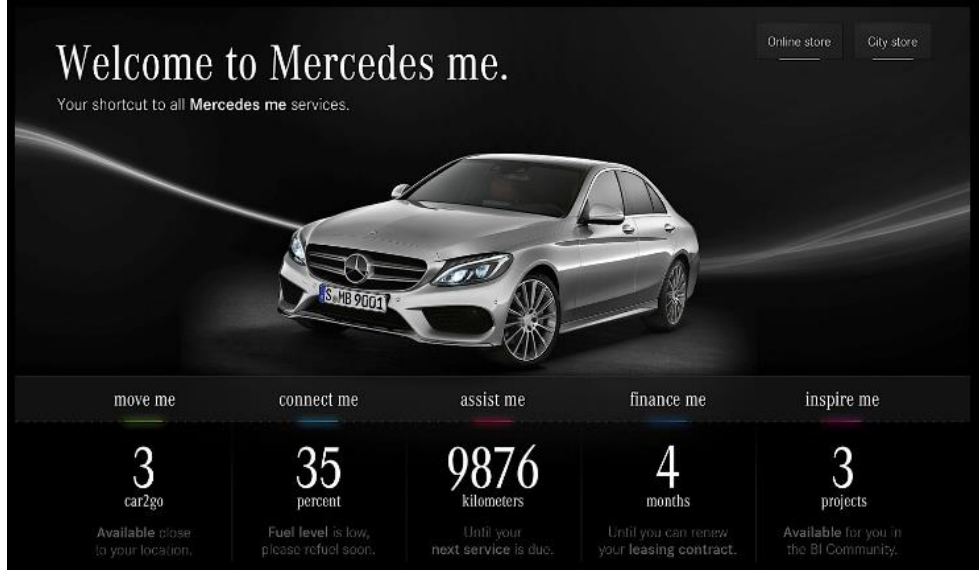 Online store
City store
Welcome to Mercedes me.
Your shortcut to all Mercedes me services.
S MB 9001
move me
connect me
assist me
finance me
inspire me
3
car2go
Available close
to your location.
35
percent
Fuel level is low,
please refuel soon.
9876
kilometers
Until your
next service is due.
4
months
Until you can renew
your leasing contract.
3
projects
Available for you in
the BI Community.